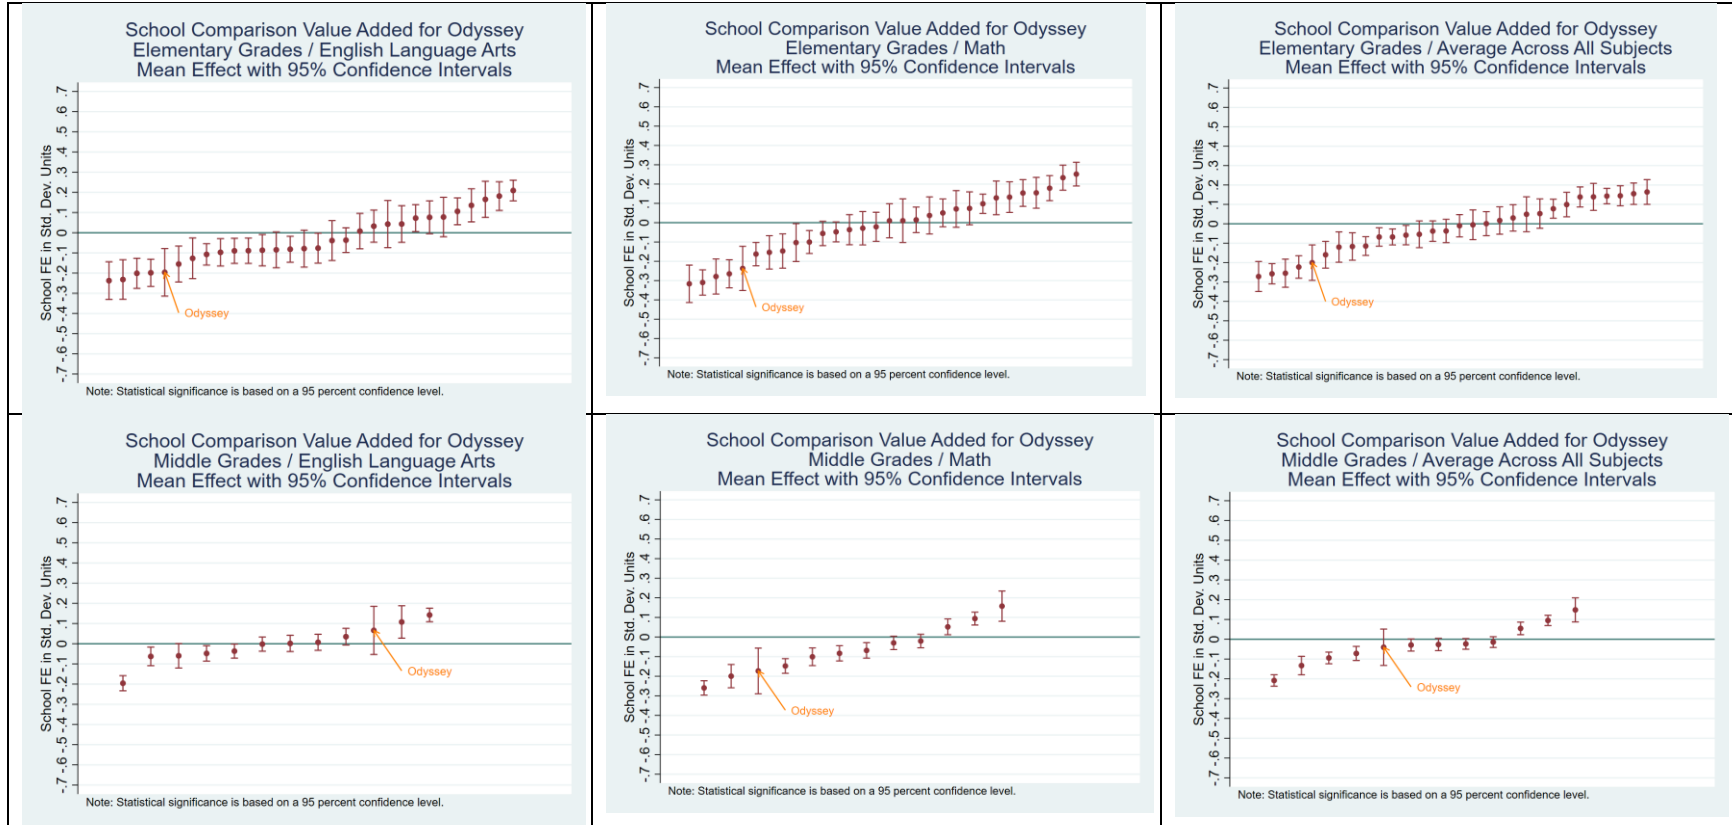 School Comparison Value Added for Odyssey
Elementary Grades / English Language Arts
Mean Effect with 95% Confidence Intervals
School FE in Std. Dev. Units
.7
.6
.5
.4
.3
.2
.1
0
-.1
-.2
-.3
-.4
-.5
-.6
-.7
Odyssey
Note: Statistical significance is based on a 95 percent confidence level.
School Comparison Value Added for Odyssey
Elementary Grades / Math
Mean Effect with 95% Confidence Intervals
School FE in Std. Dev. Units
.7
.6
.5
.4
.3
.2
.1
0
-.1
-.2
-.3
-.4
-.5
-.6
-.7
Odyssey
Note: Statistical significance is based on a 95 percent confidence level.
School Comparison Value Added for Odyssey
Elementary Grades / Average Across All Subjects
Mean Effect with 95% Confidence Intervals
School FE in Std. Dev. Units
.7
.6
.5
.4
.3
.2
.1
0
-.1
-.2
-.3
-.4
-.5
-.6
-.7
Odyssey
Note: Statistical significance is based on a 95 percent confidence level.
School Comparison Value Added for Odyssey
Middle Grades / English Language Arts
Mean Effect with 95% Confidence Intervals
School FE in Std. Dev. Units
.7
.6
.5
.4
.3
.2
.1
0
-.1
-.2
-.3
-.4
-.5
-.6
-.7
Odyssey
Note: Statistical significance is based on a 95 percent confidence level.
School Comparison Value Added for Odyssey
Middle Grades / Math
Mean Effect with 95% Confidence Intervals
School FE in Std. Dev. Units
.7
.6
.5
.4
.3
.2
.1
0
-.1
-.2
-.3
-.4
-.5
-.6
-.7
Odyssey
Note: Statistical significance is based on a 95 percent confidence level.
School Comparison Value Added for Odyssey
Middle Grades / Average Across All Subjects
Mean Effect with 95% Confidence Intervals
School FE in Std. Dev. Units
.7
.6
.5
.4
.3
.2
.1
0
-.1
-.2
-.3
-.4
-.5
-.6
-.7
Odyssey
Note: Statistical significance is based on a 95 percent confidence level.